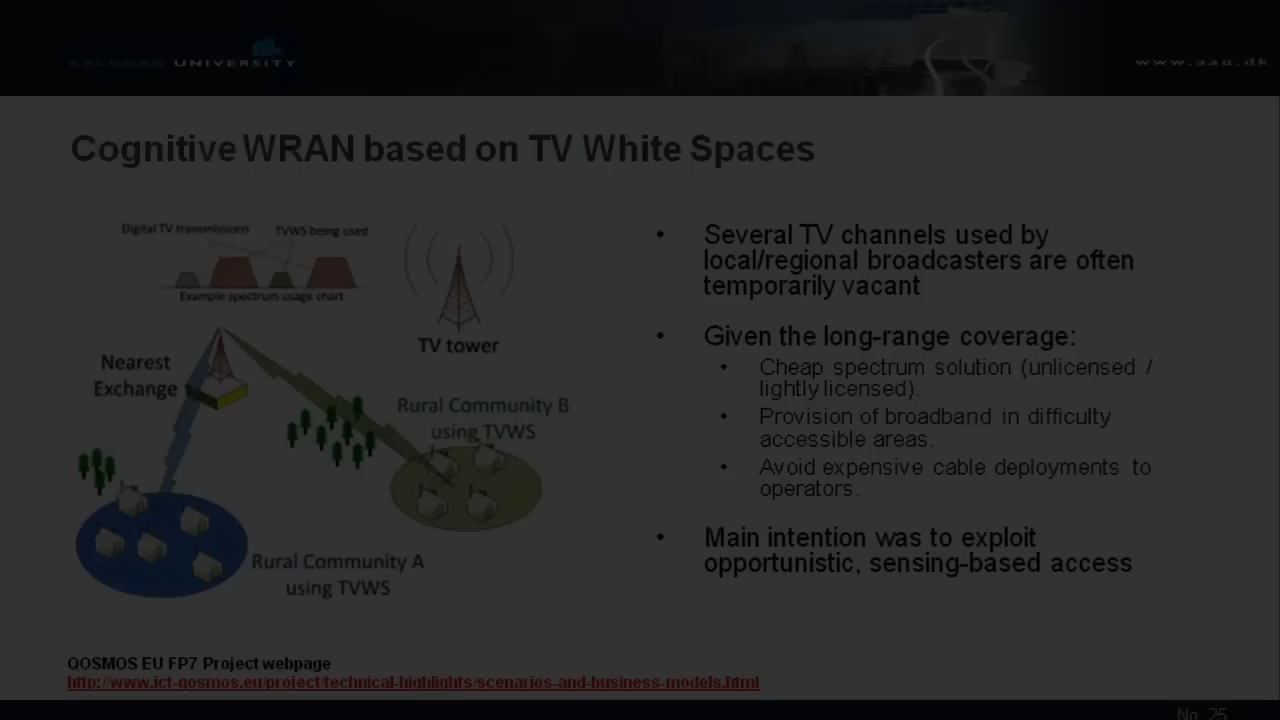 AALBORG UNIVERSITY
www.aau.dk
Cognitive WRAN based on TV White Spaces
Digital TV transmissions
TVWS being used
Example spectrum usage chart
TV tower
Nearest
Exchange
Rural Community B
using TVWS
Rural Community A
using TVWS
• Several TV channels used by
local/regional broadcasters are often
temporarily vacant
• Given the long-range coverage:
• Cheap spectrum solution (unlicensed /
lightly licensed).
• Provision of broadband in difficulty
accessible areas.
• Avoid expensive cable deployments to
operators.
• Main intention was to exploit
opportunistic, sensing-based access
QOSMOS EU FP7 Project webpage
http://www.ict-qosmos.eu/project/technical-highlights/scenarios-and-business-models.html
No. 25